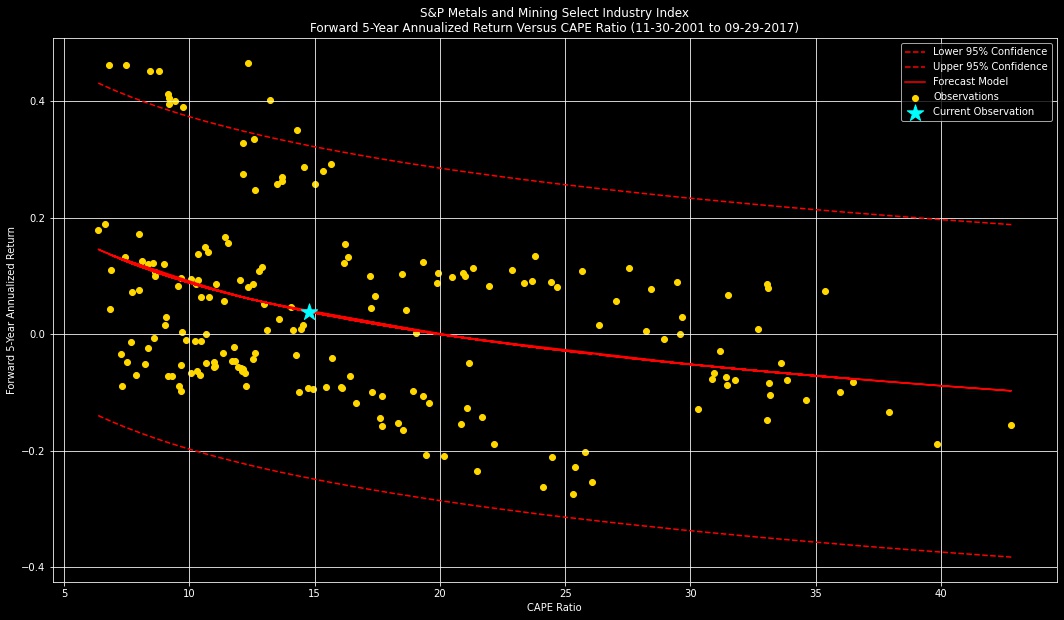 S&P Metals and Mining Select Industry Index
Forward 5-Year Annualized Return Versus CAPE Ratio (11-30-2001 to 09-29-2017)
Lower 95% Confidence
Upper 95% Confidence
Forecast Model
Observations
Current Observation
Forward 5-Year Annualized Return
0.4
0.2
0.0
−0.2
−0.4
5 10 15 20 25 30 35 40
CAPE Ratio